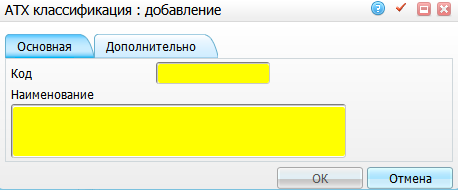 АТХ классификация : добавление
Основная
Дополнительно
Код
Наименование
ОК
Отмена